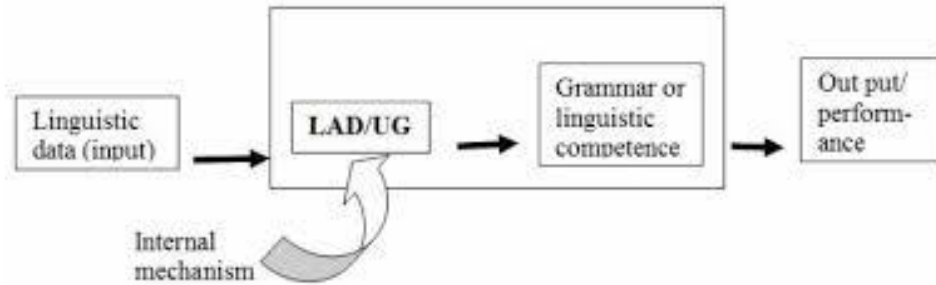 Linguistic
data (input)
LAD/UG
Grammar or
linguistic
competence
Out put/
perform-
ance
Internal
mechanism